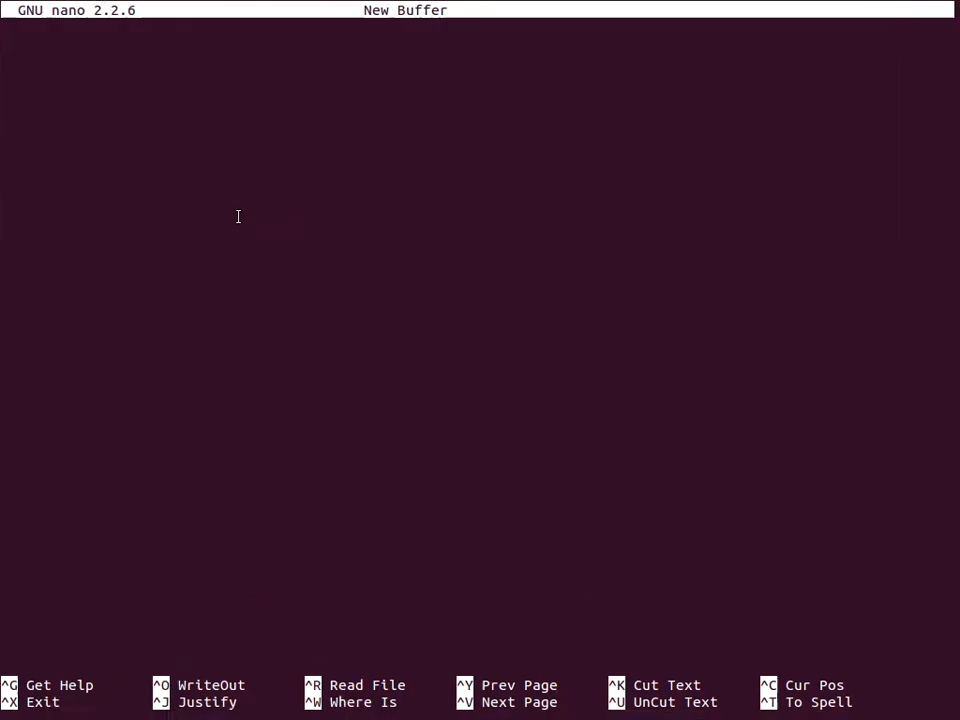 GNU nano 2.2.6 New Buffer
^G Get Help ^O WriteOut ^R Read File ^Y Prev Page ^K Cut Text ^C Cur Pos
^X Exit ^J Justify ^W Where Is ^V Next Page ^U UnCut Text ^T To Spell